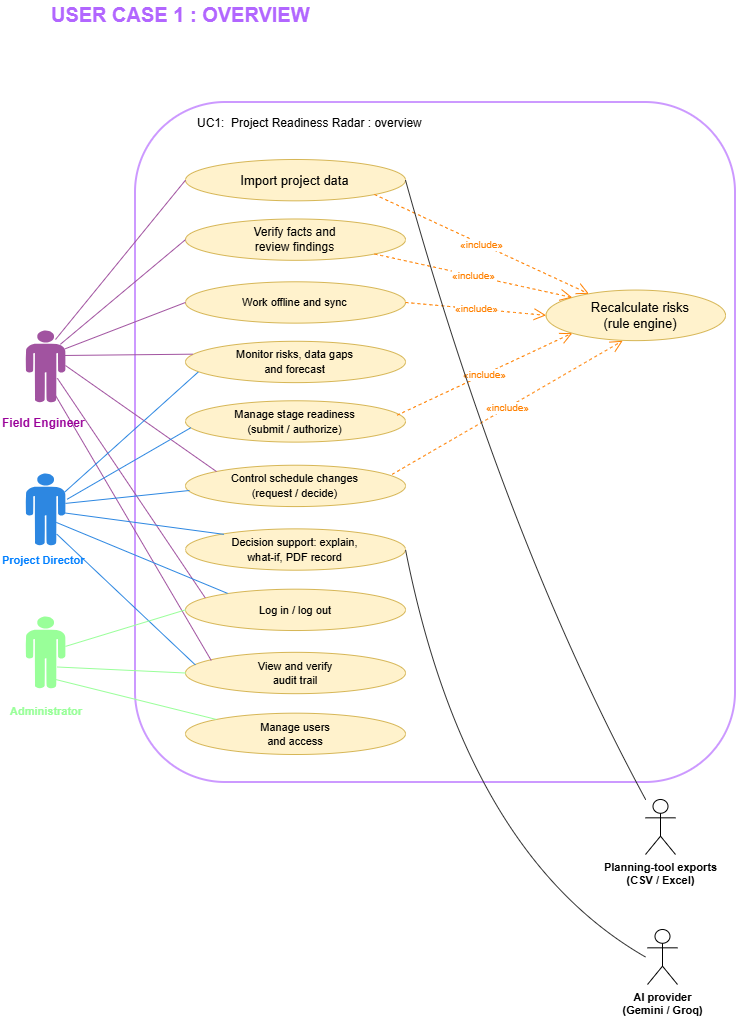 USER CASE 1 : OVERVIEW
UC1:  Project Readiness Radar : overview
Import project data
Verify facts and
review findings
Work offline and sync
Monitor risks, data gaps
and forecast
Manage stage readiness
(submit / authorize)
Control schedule changes
(request / decide)
Decision support: explain,
what-if, PDF record
Log in / log out
View and verify
audit trail
Manage users
and access
«include»
«include»
«include»
«include»
«include»
Recalculate risks
(rule engine)
Field Engineer
Project Director
Administrator
Planning-tool exports
(CSV / Excel)
AI provider
(Gemini / Groq)